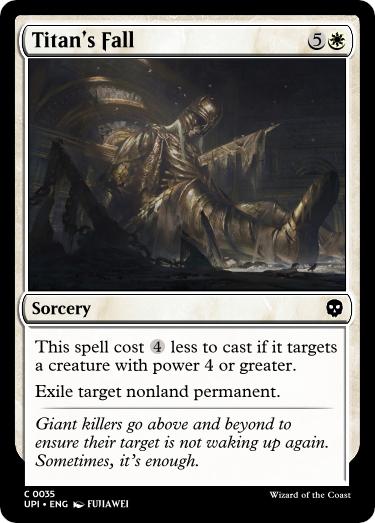 Titan's Fall 5
Sorcery
This spell cost 4 less to cast if it targets
a creature with power 4 or greater.
Exile target nonland permanent.
Giant killers go above and beyond to
ensure their target is not waking up again.
Sometimes, it's enough.
C 0035
UPI • ENG FUJIAWEI
Wizard of the Coast